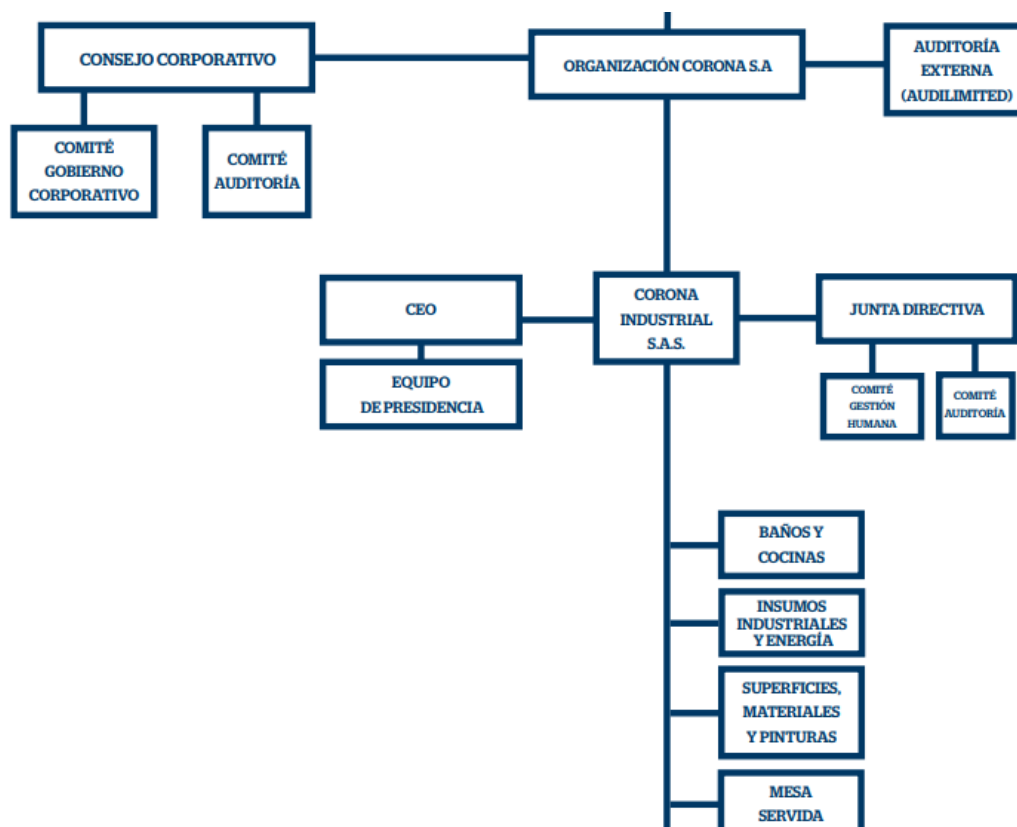 CONSEJO CORPORATIVO
ORGANIZACIÓN CORONA S.A
AUDITORÍA
EXTERNA
(AUDILIMITED)
COMITÉ
GOBIERNO
CORPORATIVO
COMITÉ
AUDITORÍA
CEO
EQUIPO
DE PRESIDENCIA
CORONA
INDUSTRIAL
S.A.S.
JUNTA DIRECTIVA
COMITÉ
GESTIÓN
HUMANA
COMITÉ
AUDITORÍA
BAÑOS Y
COCINAS
INSUMOS
INDUSTRIALES
Y ENERGÍA
SUPERFICIES,
MATERIALES
Y PINTURAS
MESA
SERVIDA